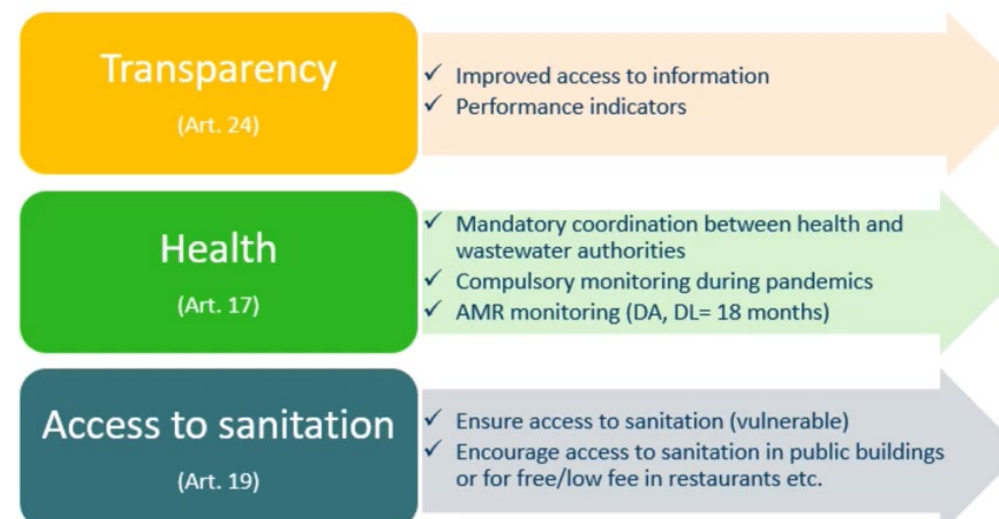 Transparency
(Art. 24)
✓ Improved access to information
✓ Performance indicators
Health
(Art. 17)
✓ Mandatory coordination between health and
wastewater authorities
✓ Compulsory monitoring during pandemics
✓ AMR monitoring (DA, DL= 18 months)
Access to sanitation
(Art. 19)
✓ Ensure access to sanitation (vulnerable)
✓ Encourage access to sanitation in public buildings
or for free/low fee in restaurants etc.